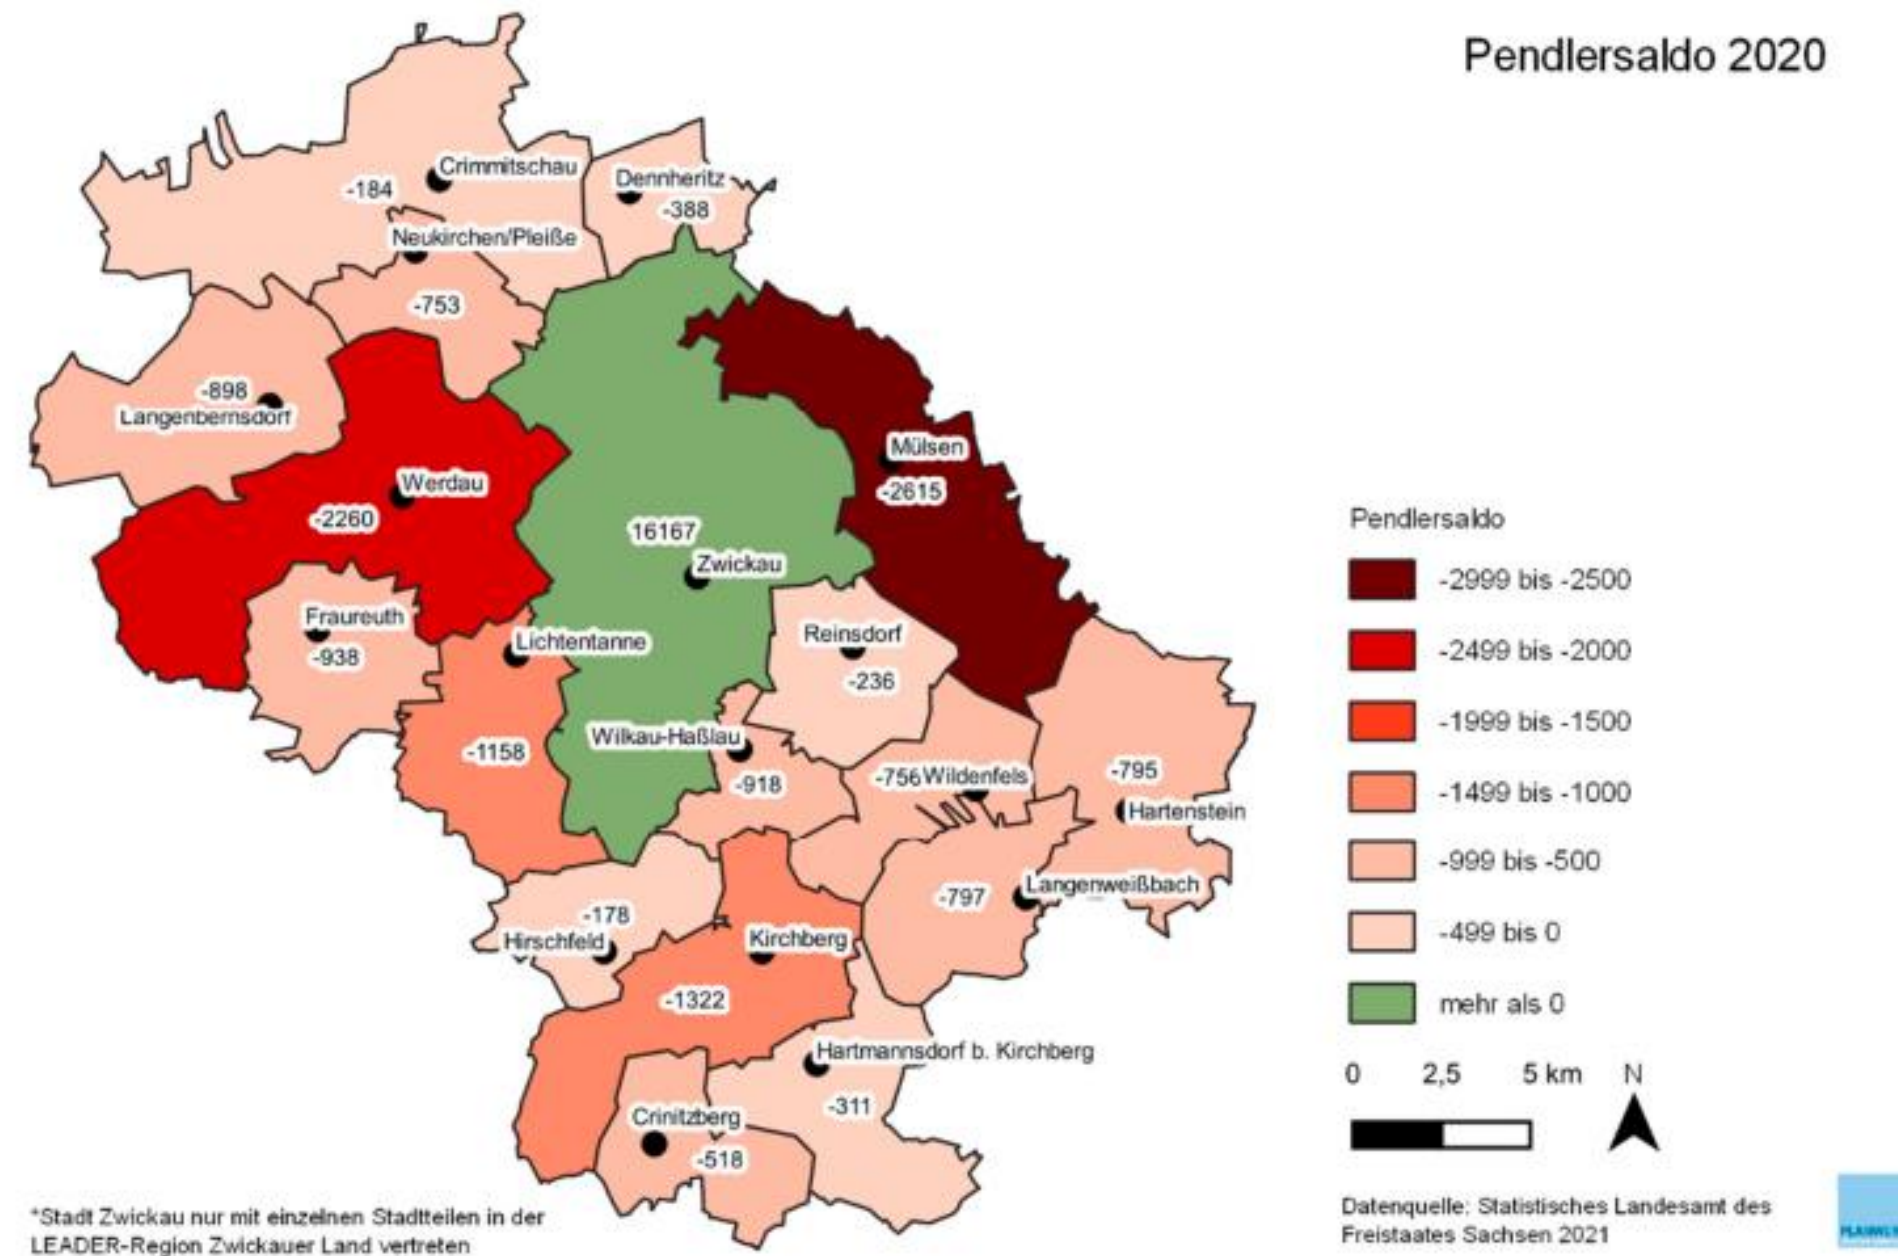 Pendlersaldo 2020
Crimmitschau
-184
Dennheritz
-388
Neukirchen/Pleiße
-753
-898
Langenbernsdorf
Werdau
-2260
Mülsen
-2615
16167
Zwickau
Fraureuth
-938
Lichtentanne
-1158
Reinsdorf
-236
Wilkau-Haßlau
-918
-756 Wildenfels
-795
Hartenstein
-797
Langenweißbach
-178
Hirschfeld
Kirchberg
-1322
Hartmannsdorf b. Kirchberg
-311
Crinitzberg
-518
Pendlersaldo
-2999 bis -2500
-2499 bis -2000
-1999 bis -1500
-1499 bis -1000
-999 bis -500
-499 bis 0
mehr als 0
0 2,5 5 km N
*Stadt Zwickau nur mit einzelnen Stadtteilen in der
LEADER-Region Zwickauer Land vertreten
Datenquelle: Statistisches Landesamt des
Freistaates Sachsen 2021